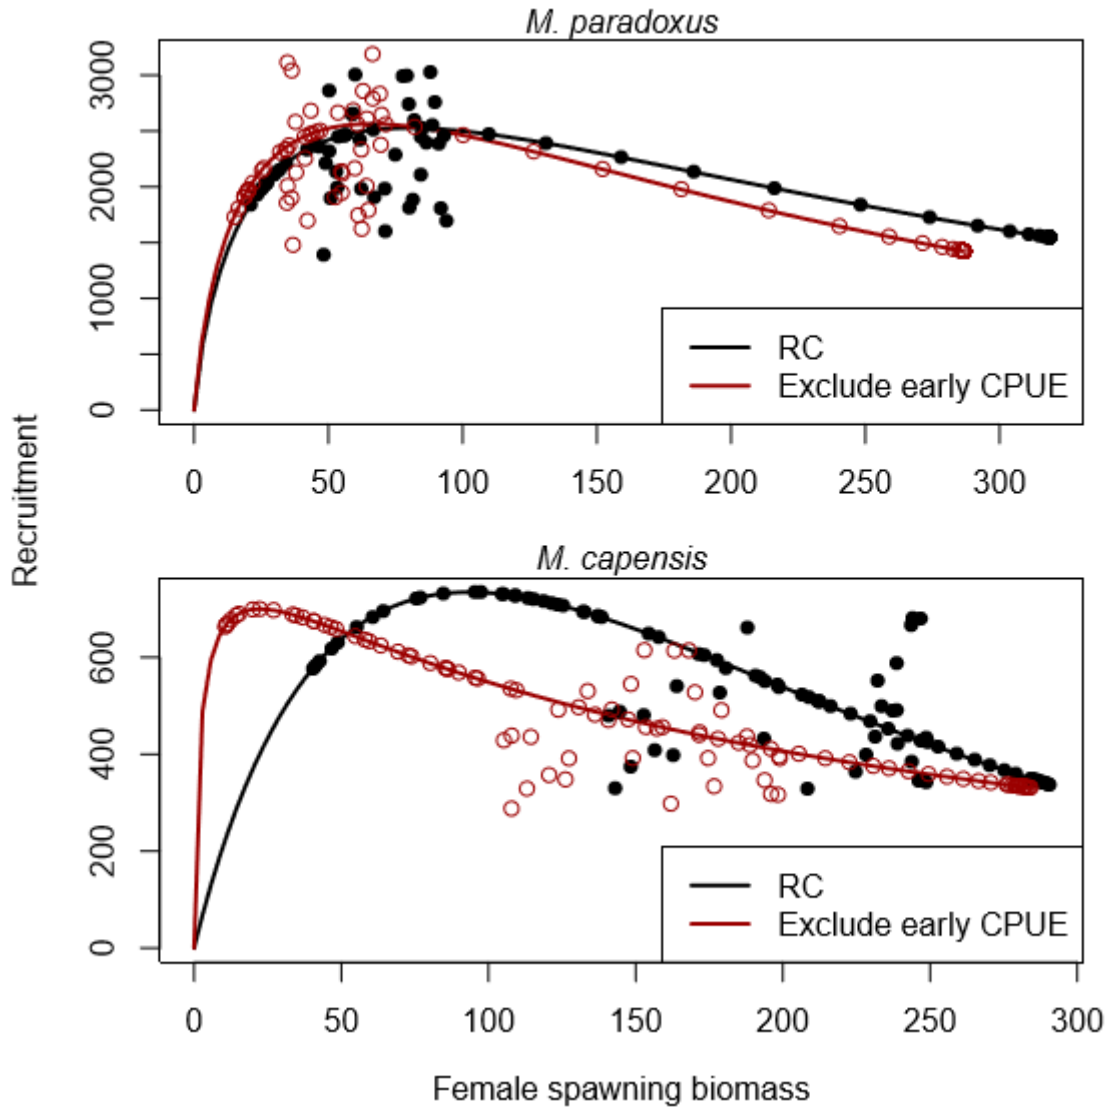 M. paradoxus
3000
2000
1000
0
RC
Exclude early CPUE
0 50 100 150 200 250 300
Recruitment
M. capensis
600
400
200
0
RC
Exclude early CPUE
0 50 100 150 200 250 300
Female spawning biomass